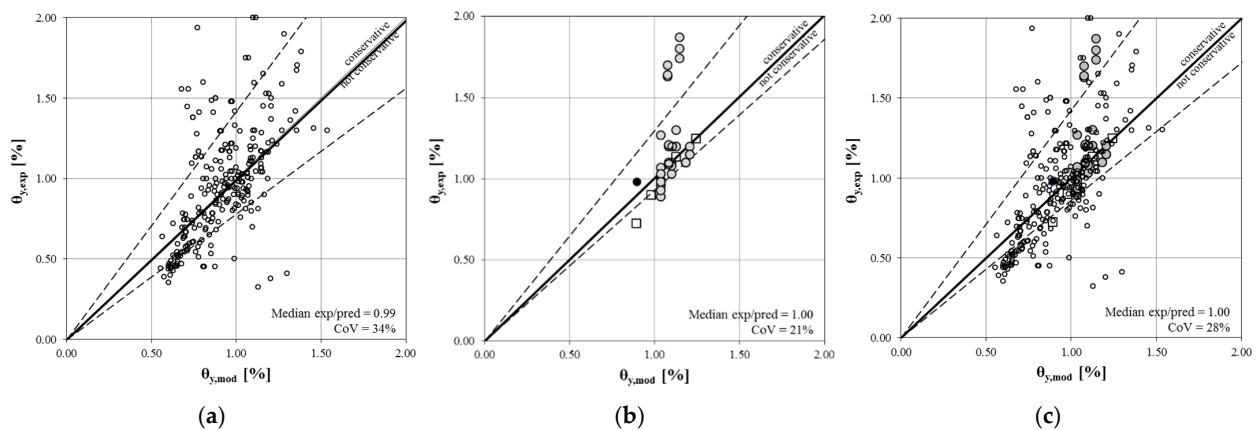 2.00
1.50
1.00
0.50
0.00
θy,exp [%]
conservative
not conservative
Median exp/pred = 0.99
CoV = 34%
0.00 0.50 1.00 1.50 2.00
θy,mod [%]
(a)
2.00
1.50
1.00
0.50
0.00
θy,exp [%]
conservative
not conservative
Median exp/pred = 1.00
CoV = 21%
0.00 0.50 1.00 1.50 2.00
θy,mod [%]
(b)
2.00
1.50
1.00
0.50
0.00
θy,exp [%]
conservative
not conservative
Median exp/pred = 1.00
CoV = 28%
0.00 0.50 1.00 1.50 2.00
θy,mod [%]
(c)